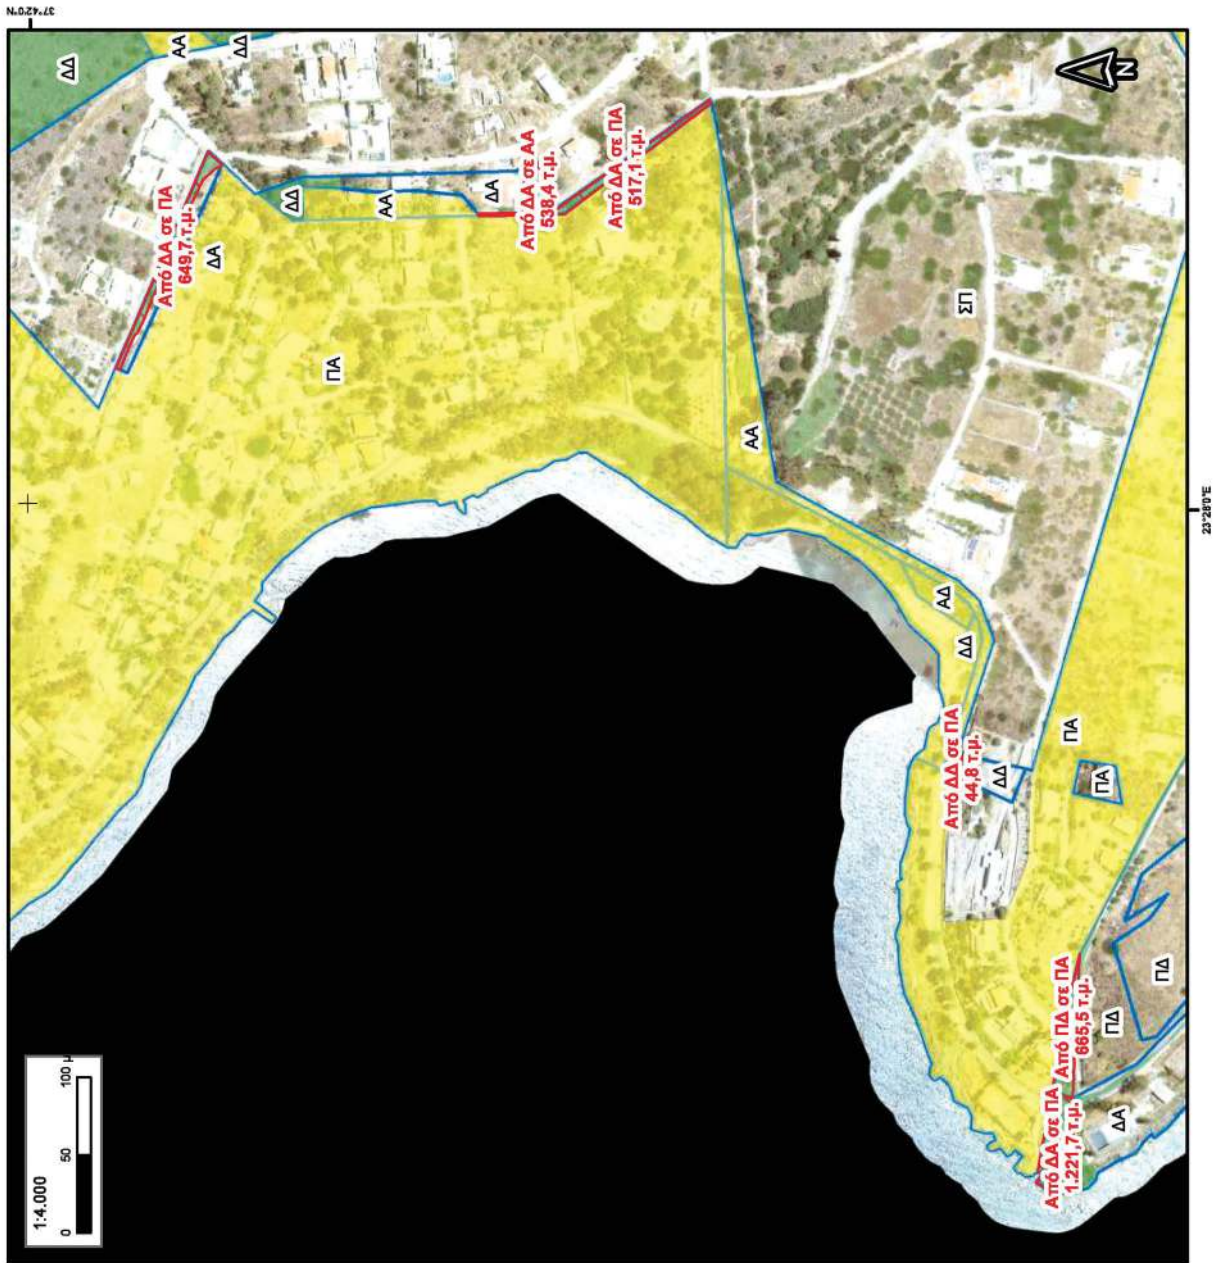 37°42'0"N
ΔΔ
ΑΑ
ΔΔ
Από ΔΑ σε ΠΑ
649,7 τ.μ.
ΔΑ
ΔΔ
ΑΑ
ΔΑ
Από ΔΑ σε ΑΑ
538,4 τ.μ.
Από ΔΑ σε ΠΑ
517,1 τ.μ.
N
ΠΑ
ΑΑ
ΣΠ
23°28'0"E
ΑΔ
ΔΔ
Από ΔΔ σε ΠΑ
44,8 τ.μ.
ΔΔ
ΠΑ
ΠΑ
Από ΠΔ σε ΠΑ
665,5 τ.μ.
ΠΔ
ΠΔ
Από ΔΑ σε ΠΑ
1.221,7 τ.μ.
ΔΑ
1:4.000
0 50 100 μ